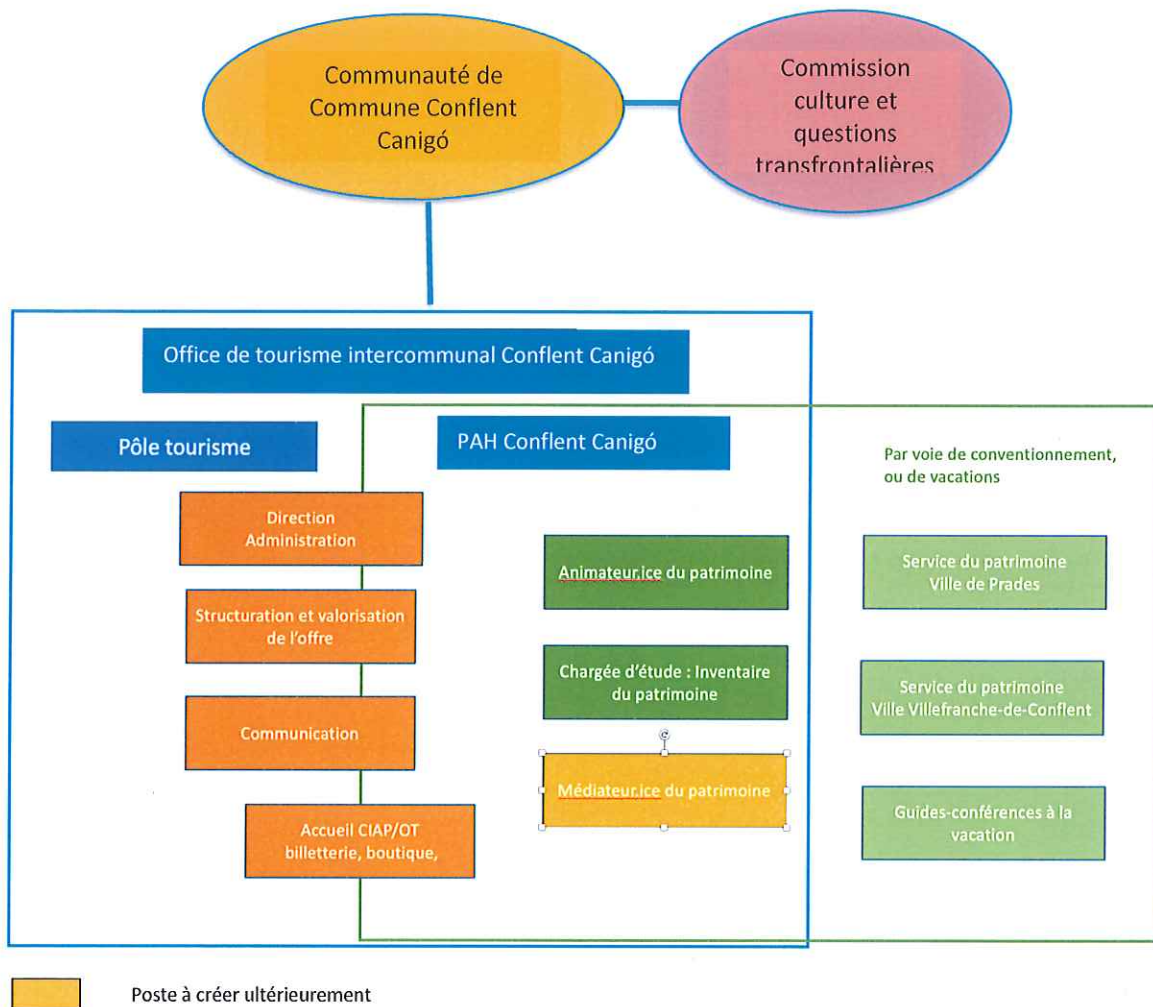 Communauté de
Commune Conflent
Canigó
Commission
culture et
questions
transfrontalières
Office de tourisme intercommunal Conflent Canigó
Pôle tourisme
PAH Conflent Canigó
Par voie de conventionnement,
ou de vacations
Direction
Administration
Structuration et valorisation
de l'offre
Communication
Accueil CIAP/OT
billetterie, boutique,
Animateur.ice du patrimoine
Chargée d'étude : Inventaire
du patrimoine
Médiateur.ice du patrimoine
Service du patrimoine
Ville de Prades
Service du patrimoine
Ville Villefranche-de-Conflent
Guides-conférences à la
vacation
Poste à créer ultérieurement